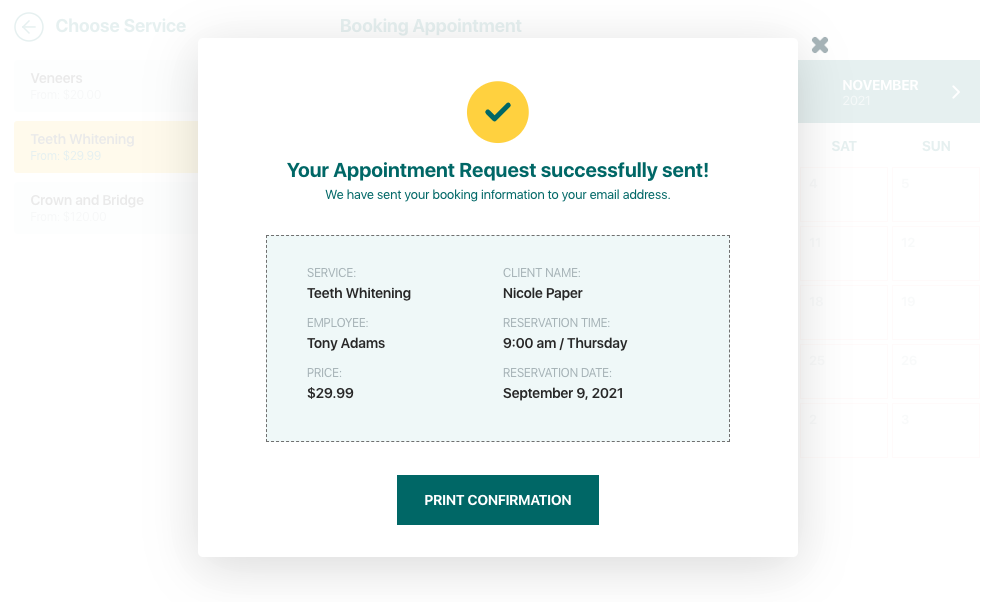 Choose Service
Booking Appointment
Veneers
From: $29.00
Teeth Whitening
From: $29.99
Crown and Bridge
From: $120.00
NOVEMBER
2021
SAT SUN
4 5
11 12
18 19
25 26
2 3
Your Appointment Request successfully sent!
We have sent your booking information to your email address.
SERVICE:
Teeth Whitening
CLIENT NAME:
Nicole Paper
EMPLOYEE:
Tony Adams
RESERVATION TIME:
9:00 am / Thursday
PRICE:
$29.99
RESERVATION DATE:
September 9, 2021
PRINT CONFIRMATION